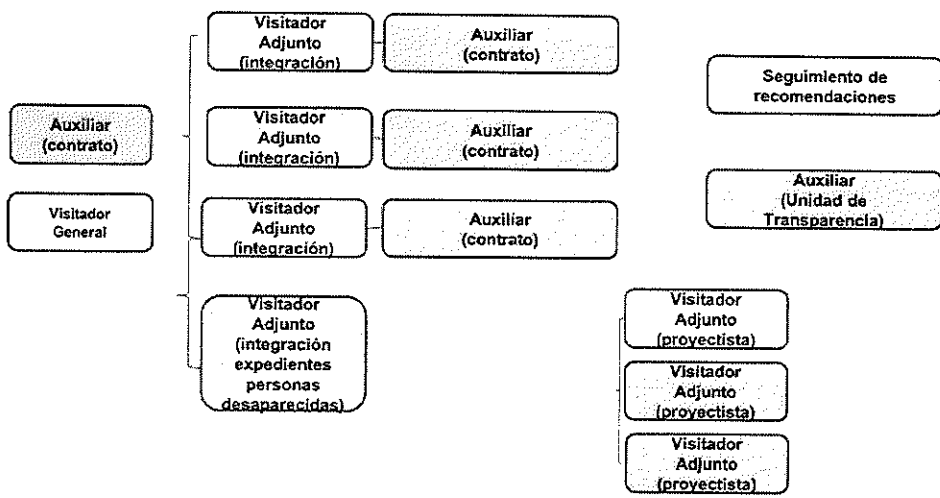 Visitador
Adjunto
(integración)
Auxiliar
(contrato)
Seguimiento de
recomendaciones
Auxiliar
(contrato)
Visitador
Adjunto
(integración)
Auxiliar
(contrato)
Visitador
General
Visitador
Adjunto
(integración)
Auxiliar
(contrato)
Auxiliar
(Unidad de
Transparencia)
Visitador
Adjunto
(integración
expedientes
personas
desaparecidas)
Visitador
Adjunto
(proyectista)
Visitador
Adjunto
(proyectista)
Visitador
Adjunto
(proyectista)